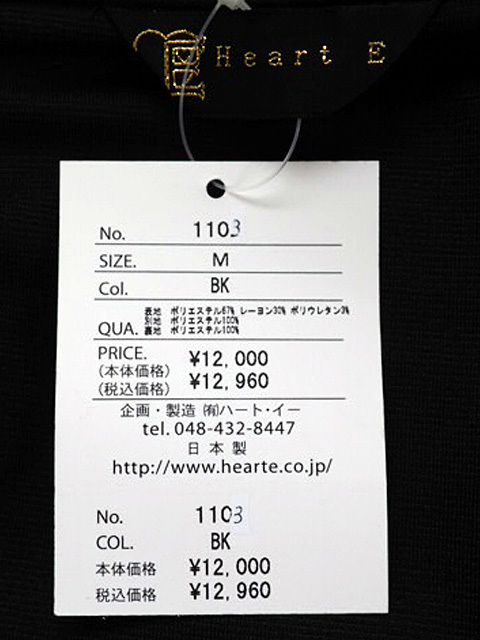 Heart E
No. 1103
SIZE. M
Col. BK
QUA. 表地 ポリエステル67% レーヨン30% ポリウレタン3%
別地 ポリエステル100%
裏地 ポリエステル100%
PRICE.
(本体価格) ¥12,000
(税込価格) ¥12,960
企画・製造 ㈲ハート・イー
tel. 048-432-8447
日本製
http://www.hearte.co.jp/
No. 1103
COL. BK
本体価格 ¥12,000
税込価格 ¥12,960